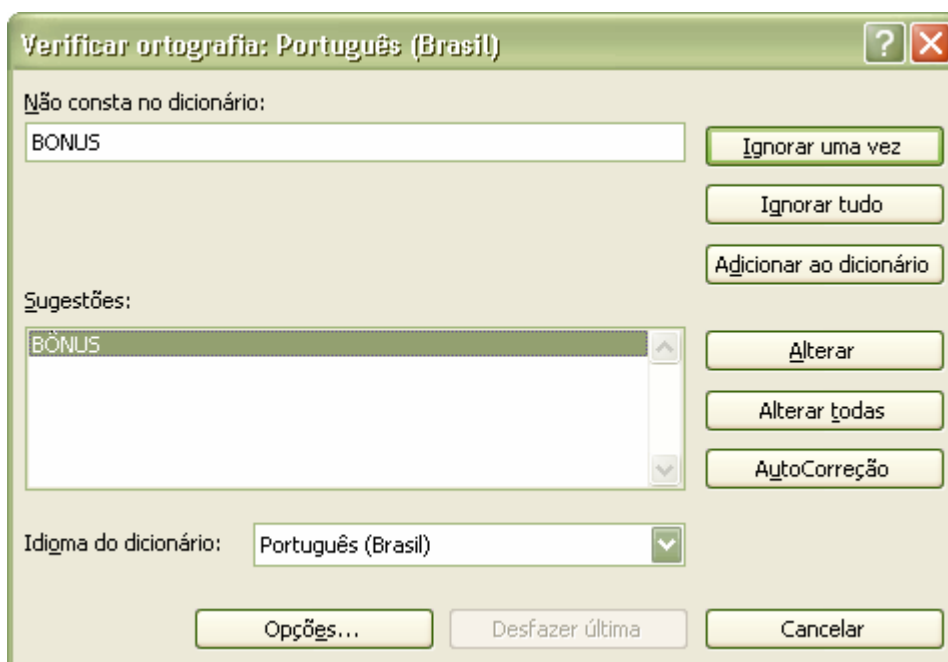 Verificar ortografia: Português (Brasil)
?
Não consta no dicionário:
BONUS
Ignorar uma vez
Ignorar tudo
Adicionar ao dicionário
Sugestões:
BÔNUS
Alterar
Alterar todas
AutoCorreção
Idioma do dicionário:
Português (Brasil)
Opções...
Desfazer última
Cancelar